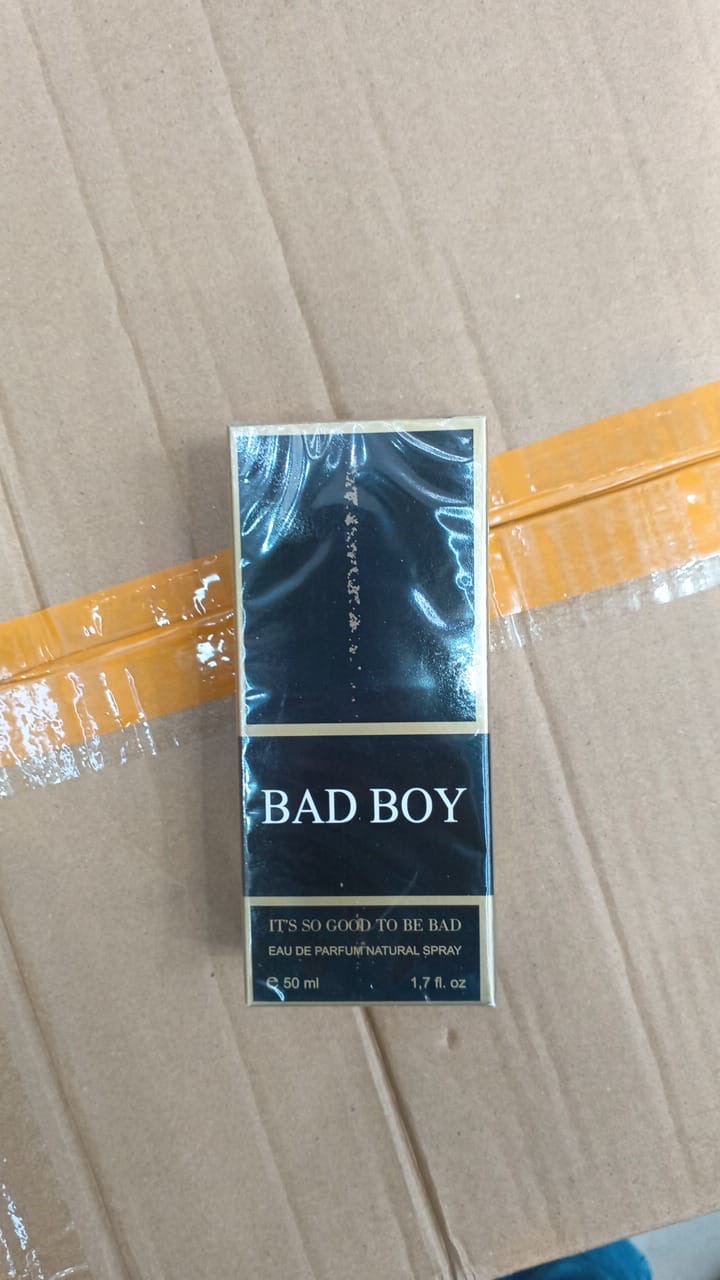 BAD BOY
IT'S SO GOOD TO BE BAD
EAU DE PARFUM NATURAL SPRAY
℮ 50 ml 1,7 fl. oz